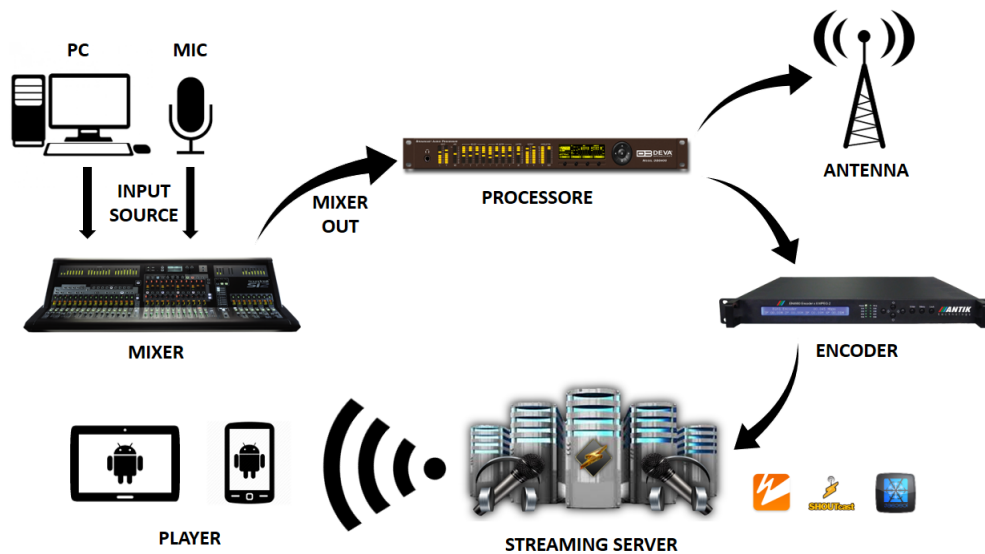 PC
MIC
INPUT
SOURCE
MIXER
OUT
DEVA
PROCESSORE
ANTENNA
MIXER
ANTIK
ENCODER
SHOUTcast
PLAYER
STREAMING SERVER